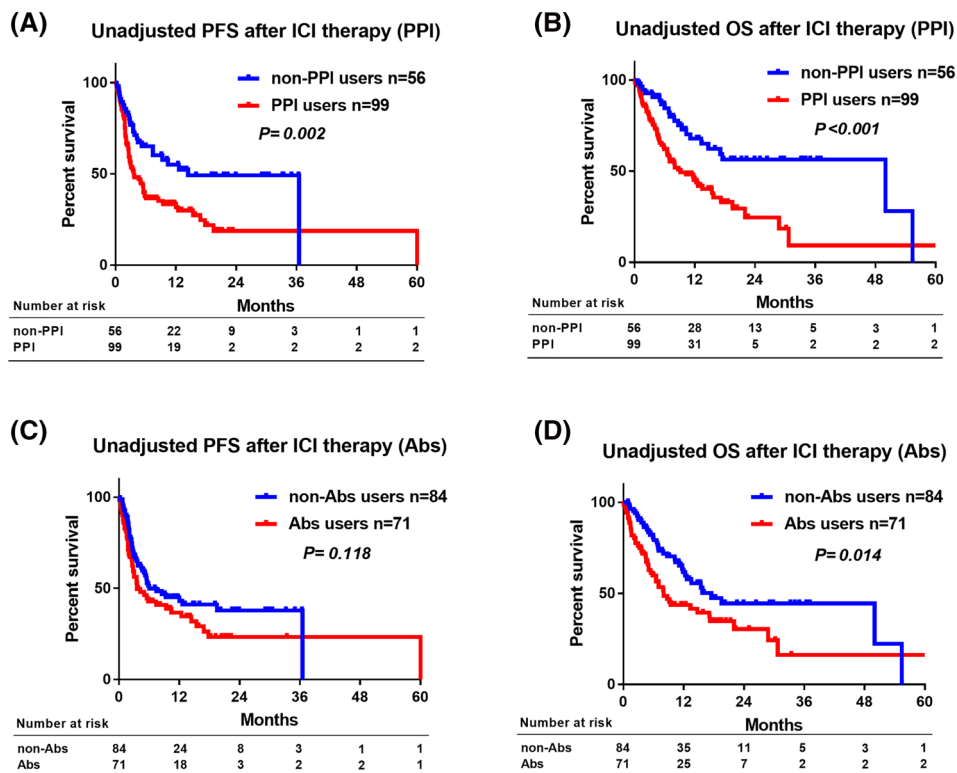 (A)
Unadjusted PFS after ICI therapy (PPI)
100
50
0
Percent survival
non-PPI users n=56
PPI users n=99
P= 0.002
0 12 24 36 48 60
Months
Number at risk
non-PPI 56 22 9 3 1 1
PPI 99 19 2 2 2 2
(B)
Unadjusted OS after ICI therapy (PPI)
100
50
0
Percent survival
non-PPI users n=56
PPI users n=99
P<0.001
0 12 24 36 48 60
Months
Number at risk
non-PPI 56 28 13 5 3 1
PPI 99 31 5 2 2 2
(C)
Unadjusted PFS after ICI therapy (Abs)
100
50
0
Percent survival
non-Abs users n=84
Abs users n=71
P= 0.118
0 12 24 36 48 60
Months
Number at risk
non-Abs 84 24 8 3 1 1
Abs 71 18 3 2 2 1
(D)
Unadjusted OS after ICI therapy (Abs)
100
50
0
Percent survival
non-Abs users n=84
Abs users n=71
P= 0.014
0 12 24 36 48 60
Months
Number at risk
non-Abs 84 35 11 5 3 1
Abs 71 25 7 2 2 2